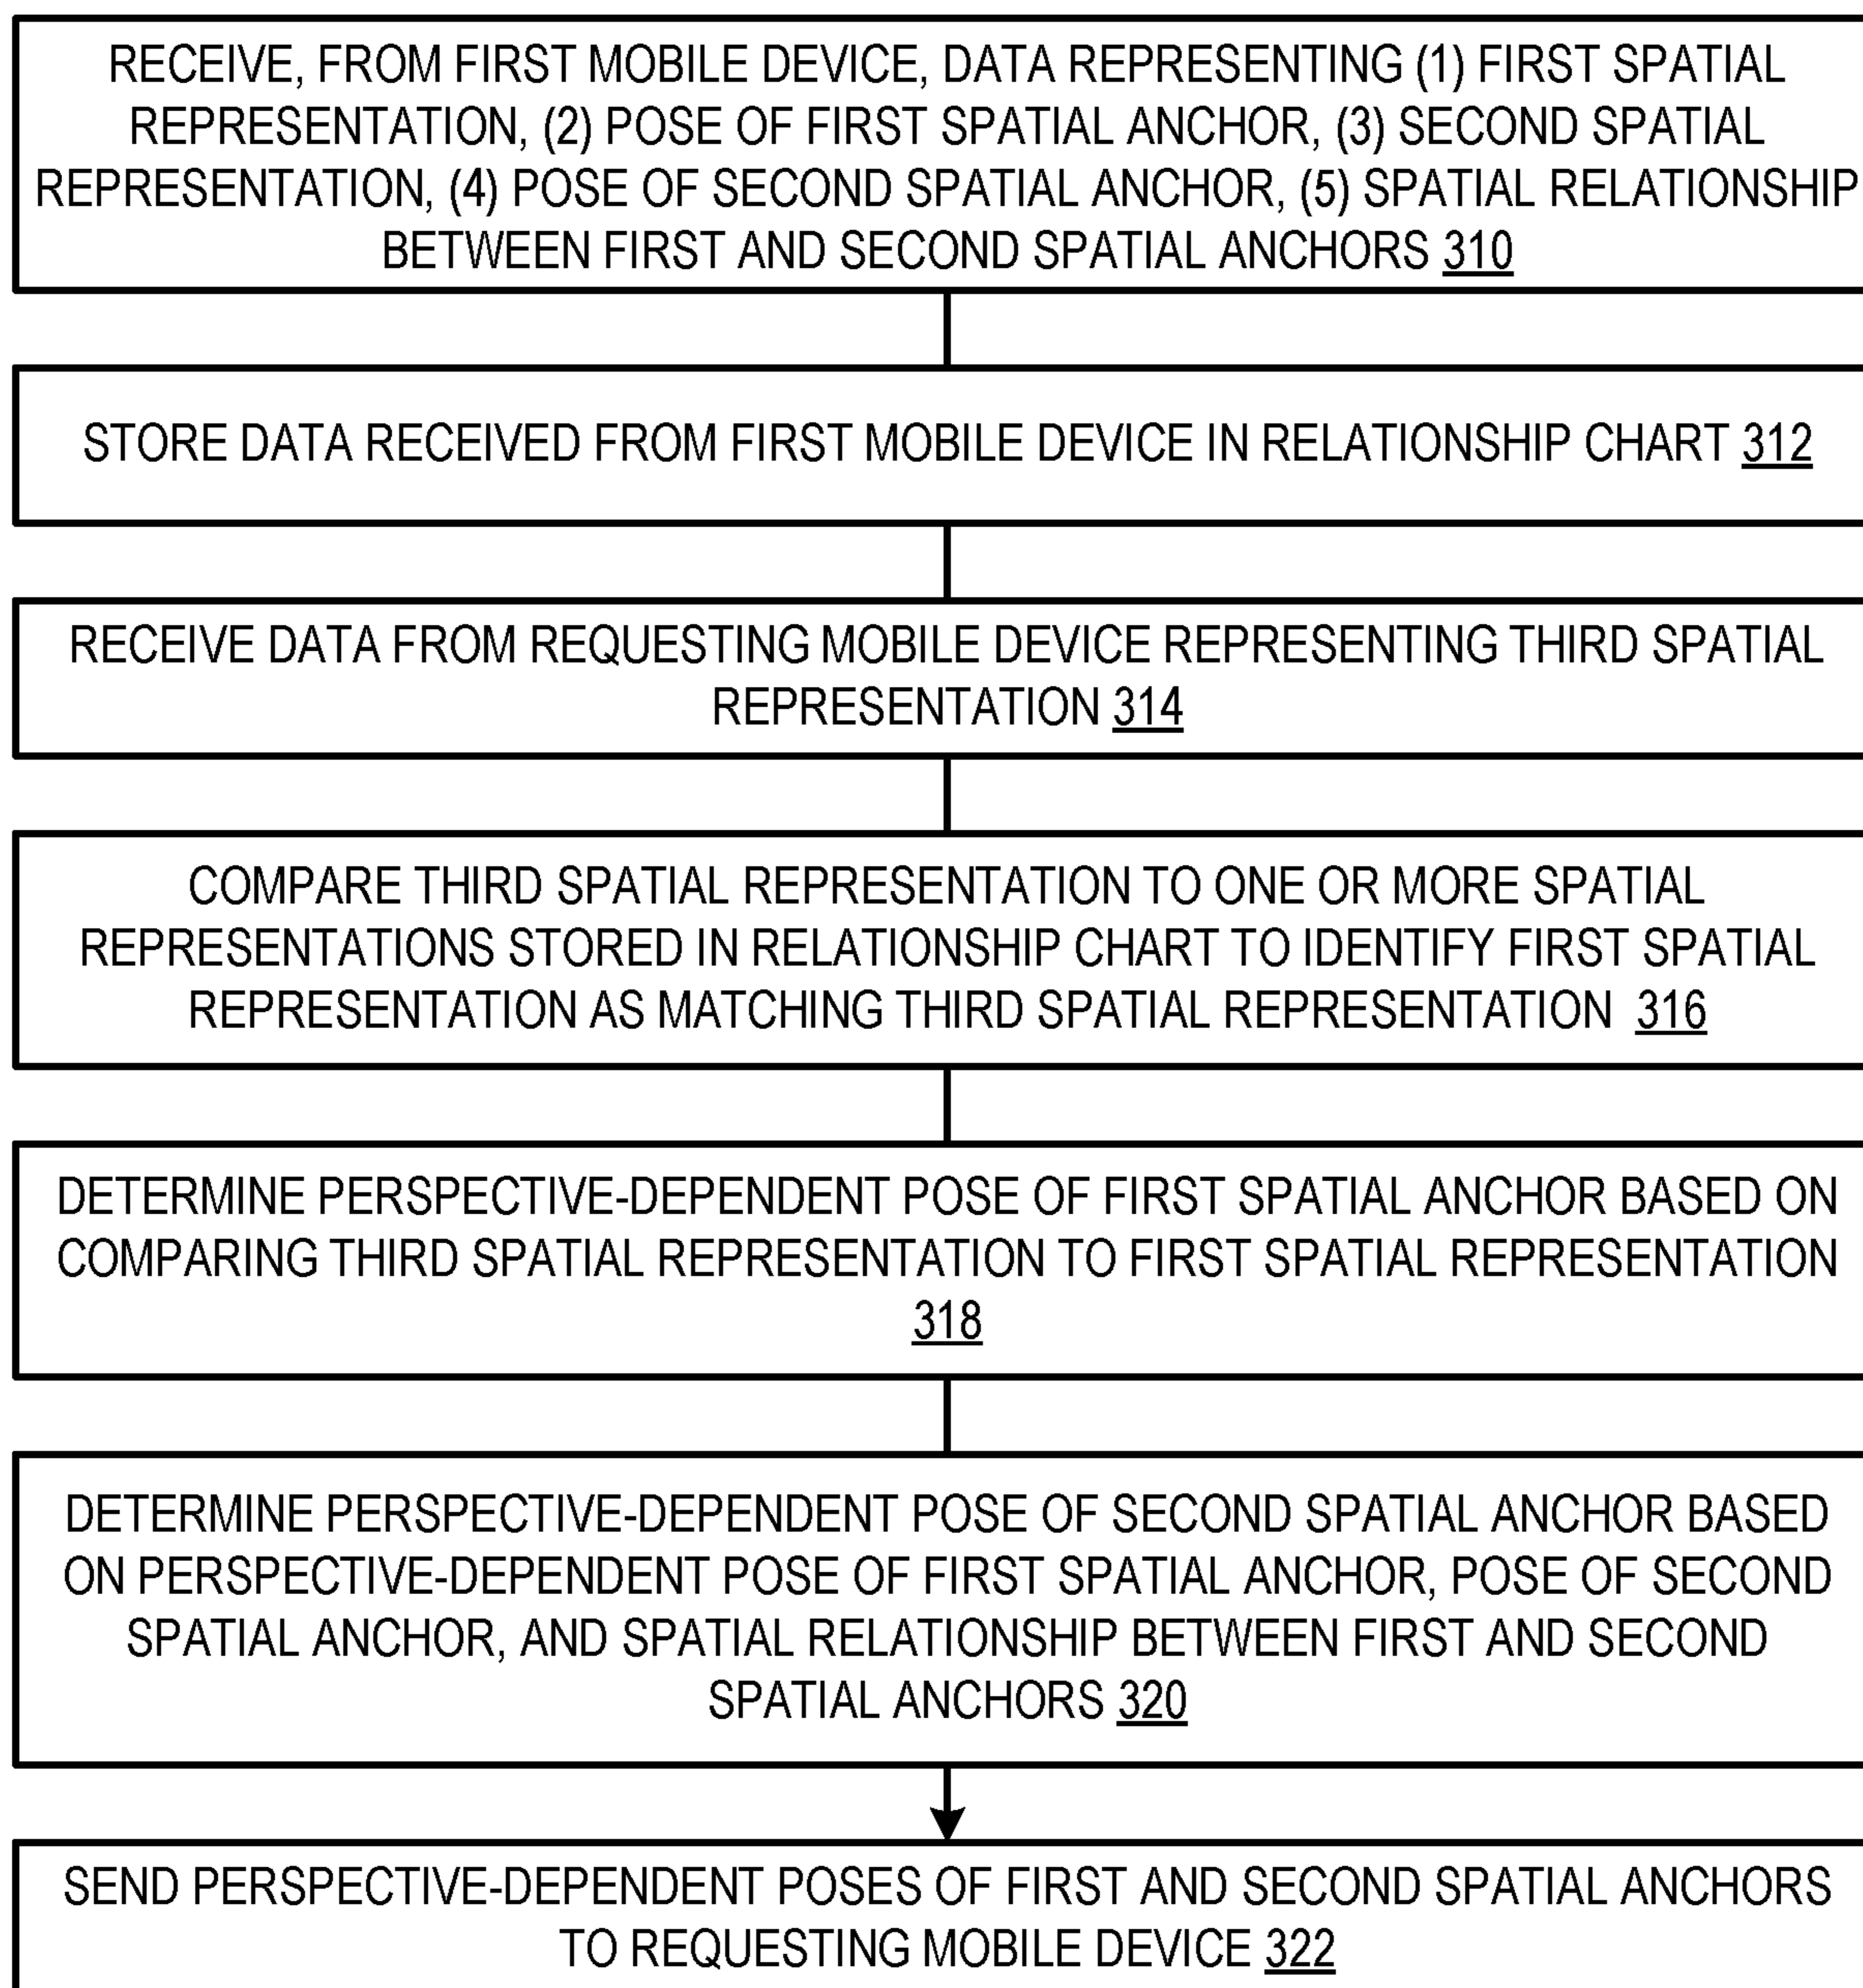 RECEIVE, FROM FIRST MOBILE DEVICE, DATA REPRESENTING (1) FIRST SPATIAL
REPRESENTATION, (2) POSE OF FIRST SPATIAL ANCHOR, (3) SECOND SPATIAL
REPRESENTATION, (4) POSE OF SECOND SPATIAL ANCHOR, (5) SPATIAL RELATIONSHIP
BETWEEN FIRST AND SECOND SPATIAL ANCHORS 310
STORE DATA RECEIVED FROM FIRST MOBILE DEVICE IN RELATIONSHIP CHART 312
RECEIVE DATA FROM REQUESTING MOBILE DEVICE REPRESENTING THIRD SPATIAL
REPRESENTATION 314
COMPARE THIRD SPATIAL REPRESENTATION TO ONE OR MORE SPATIAL
REPRESENTATIONS STORED IN RELATIONSHIP CHART TO IDENTIFY FIRST SPATIAL
REPRESENTATION AS MATCHING THIRD SPATIAL REPRESENTATION 316
DETERMINE PERSPECTIVE-DEPENDENT POSE OF FIRST SPATIAL ANCHOR BASED ON
COMPARING THIRD SPATIAL REPRESENTATION TO FIRST SPATIAL REPRESENTATION
318
DETERMINE PERSPECTIVE-DEPENDENT POSE OF SECOND SPATIAL ANCHOR BASED
ON PERSPECTIVE-DEPENDENT POSE OF FIRST SPATIAL ANCHOR, POSE OF SECOND
SPATIAL ANCHOR, AND SPATIAL RELATIONSHIP BETWEEN FIRST AND SECOND
SPATIAL ANCHORS 320
SEND PERSPECTIVE-DEPENDENT POSES OF FIRST AND SECOND SPATIAL ANCHORS
TO REQUESTING MOBILE DEVICE 322